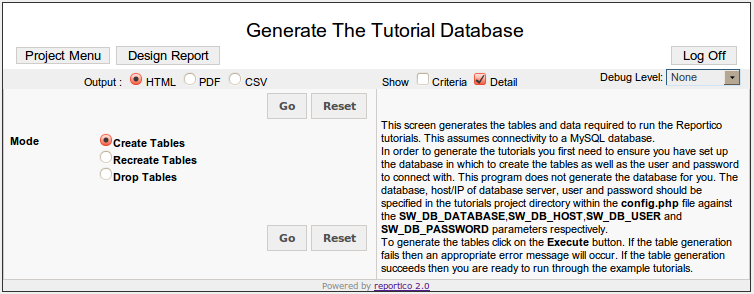 Generate The Tutorial Database
Project Menu Design Report Log Off
Output : HTML PDF CSV Show Criteria Detail Debug Level: None
Go Reset
Mode Create Tables
Recreate Tables
Drop Tables
Go Reset
This screen generates the tables and data required to run the Reportico
tutorials. This assumes connectivity to a MySQL database.
In order to generate the tutorials you first need to ensure you have set up
the database in which to create the tables as well as the user and password
to connect with. This program does not generate the database for you. The
database, host/IP of database server, user and password should be
specified in the tutorials project directory within the config.php file against
the SW_DB_DATABASE,SW_DB_HOST,SW_DB_USER and
SW_DB_PASSWORD parameters respectively.
To generate the tables click on the Execute button. If the table generation
fails then an appropriate error message will occur. If the table generation
succeeds then you are ready to run through the example tutorials.
Powered by reportico 2.0